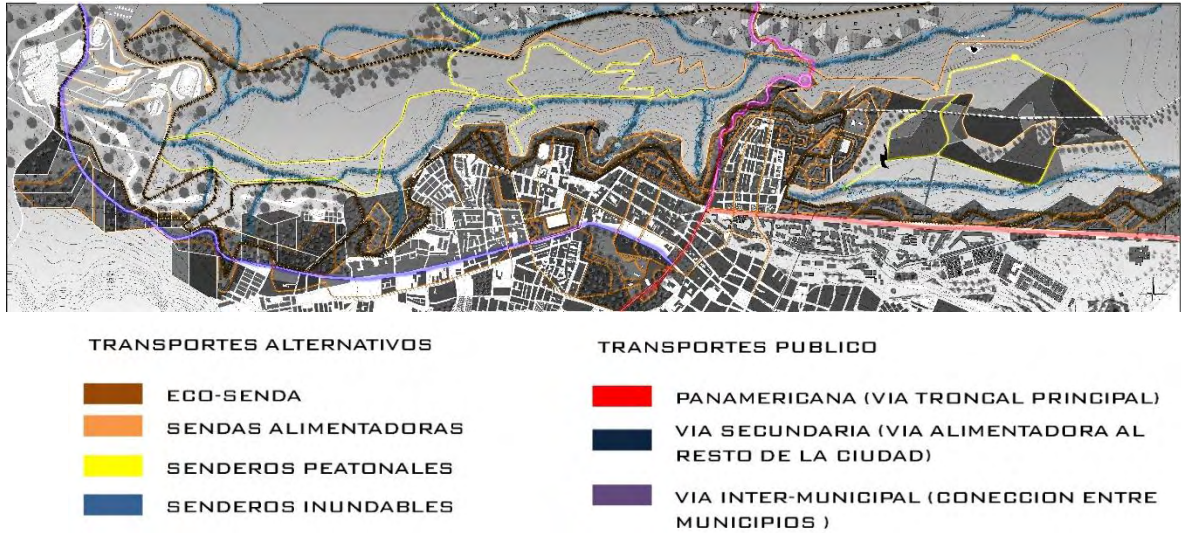 TRANSPORTES ALTERNATIVOS
ECO-SENDA
SENDAS ALIMENTADORAS
SENDEROS PEATONALES
SENDEROS INUNDABLES
TRANSPORTES PUBLICO
PANAMERICANA (VIA TRONCAL PRINCIPAL)
VIA SECUNDARIA (VIA ALIMENTADORA AL
RESTO DE LA CIUDAD)
VIA INTER-MUNICIPAL (CONECCION ENTRE
MUNICIPIOS )